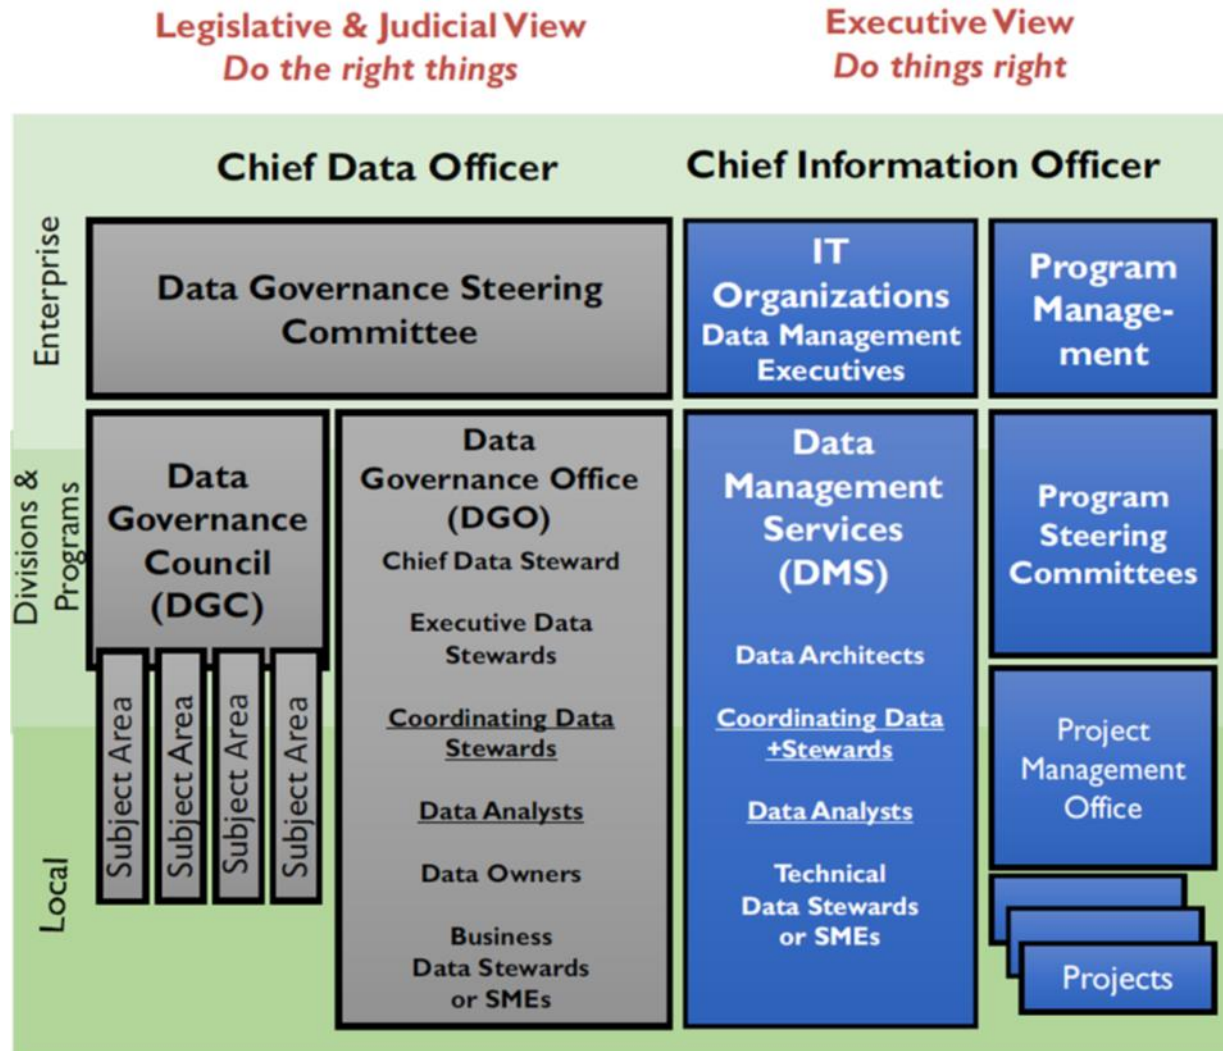 Legislative & Judicial View
Do the right things
Executive View
Do things right
Chief Data Officer
Chief Information Officer
Enterprise
Data Governance Steering
Committee
IT
Organizations
Data Management
Executives
Program
Manage-
ment
Divisions &
Programs
Data
Governance
Council
(DGC)
Subject Area
Subject Area
Subject Area
Subject Area
Data
Governance Office
(DGO)
Chief Data Steward
Executive Data
Stewards
Coordinating Data
Stewards
Data Analysts
Data Owners
Business
Data Stewards
or SMEs
Data
Management
Services
(DMS)
Data Architects
Coordinating Data
+Stewards
Data Analysts
Technical
Data Stewards
or SMEs
Program
Steering
Committees
Project
Management
Office
Projects
Local